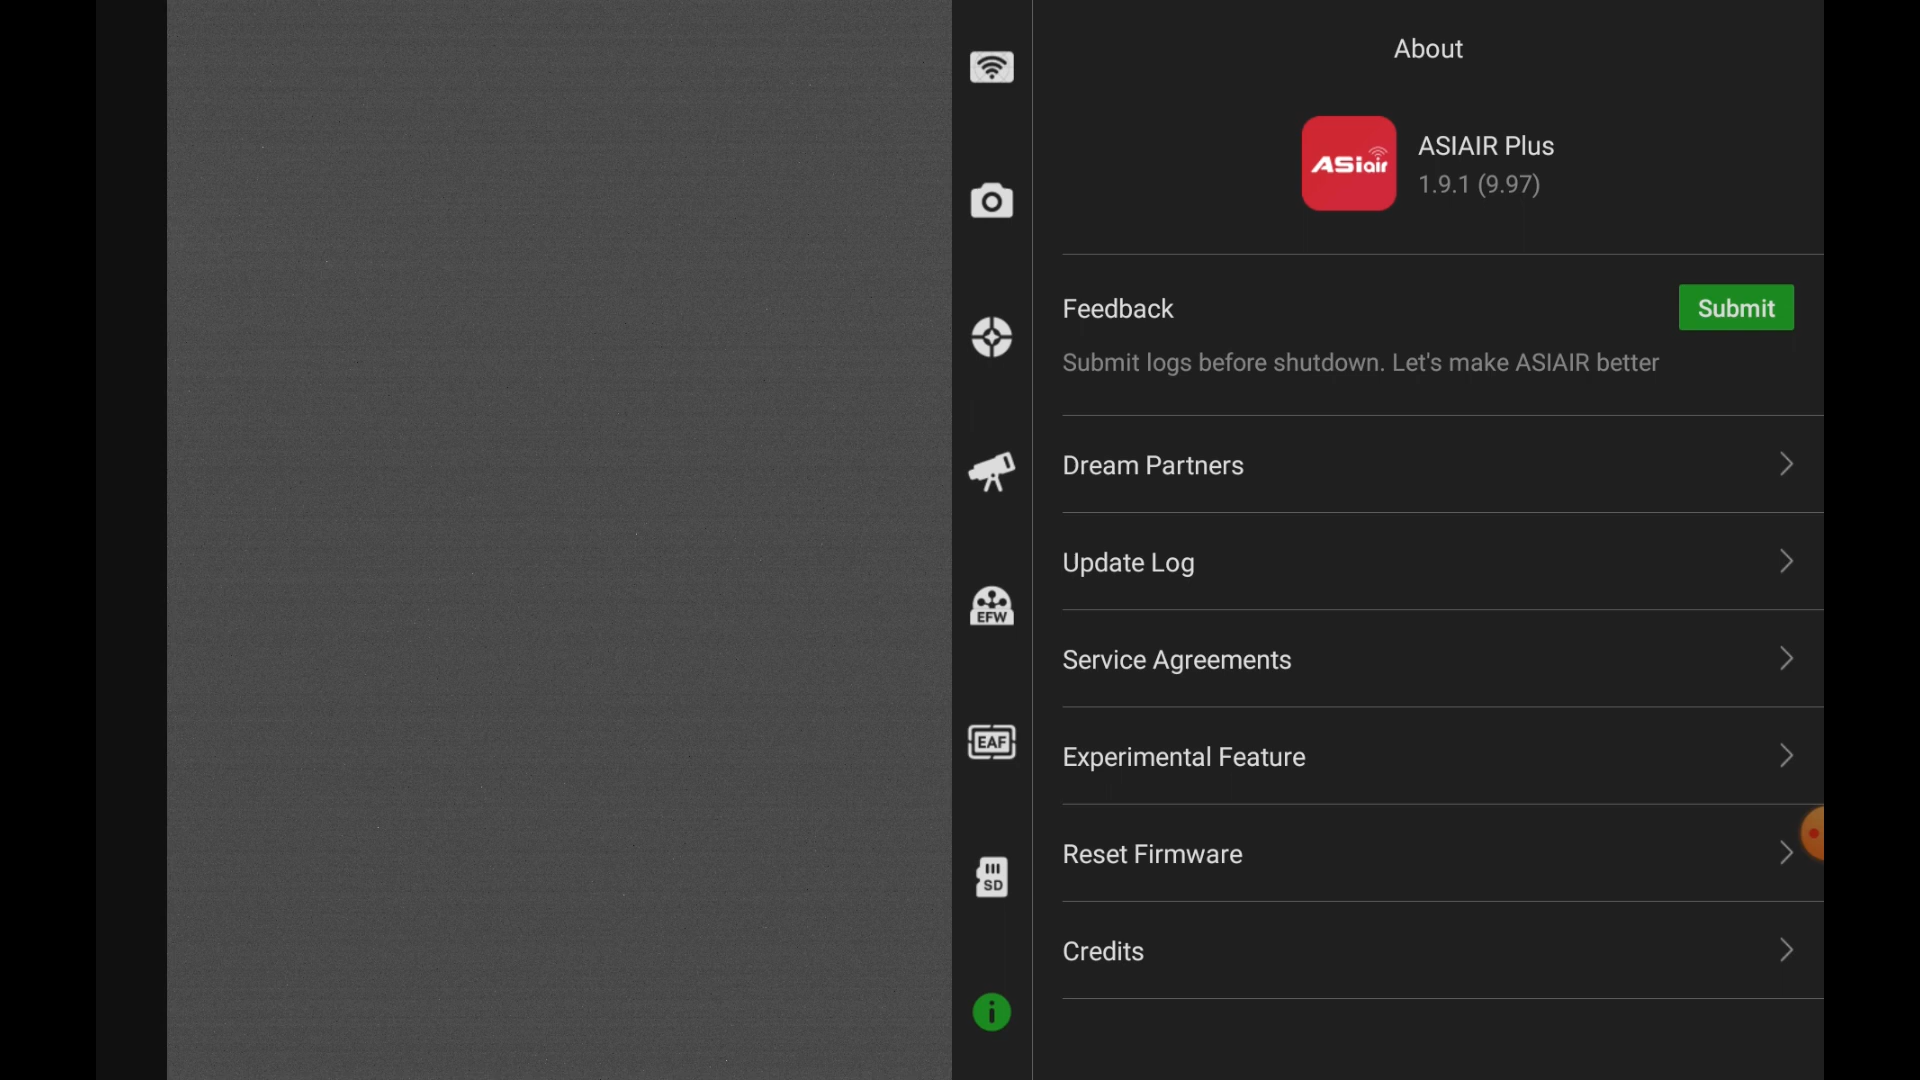 About
ASIAIR
ASIAIR Plus
1.9.1 (9.97)
Feedback
Submit
Submit logs before shutdown. Let's make ASIAIR better
Dream Partners
Update Log
Service Agreements
EFW
Experimental Feature
EAF
Reset Firmware
SD
Credits
i